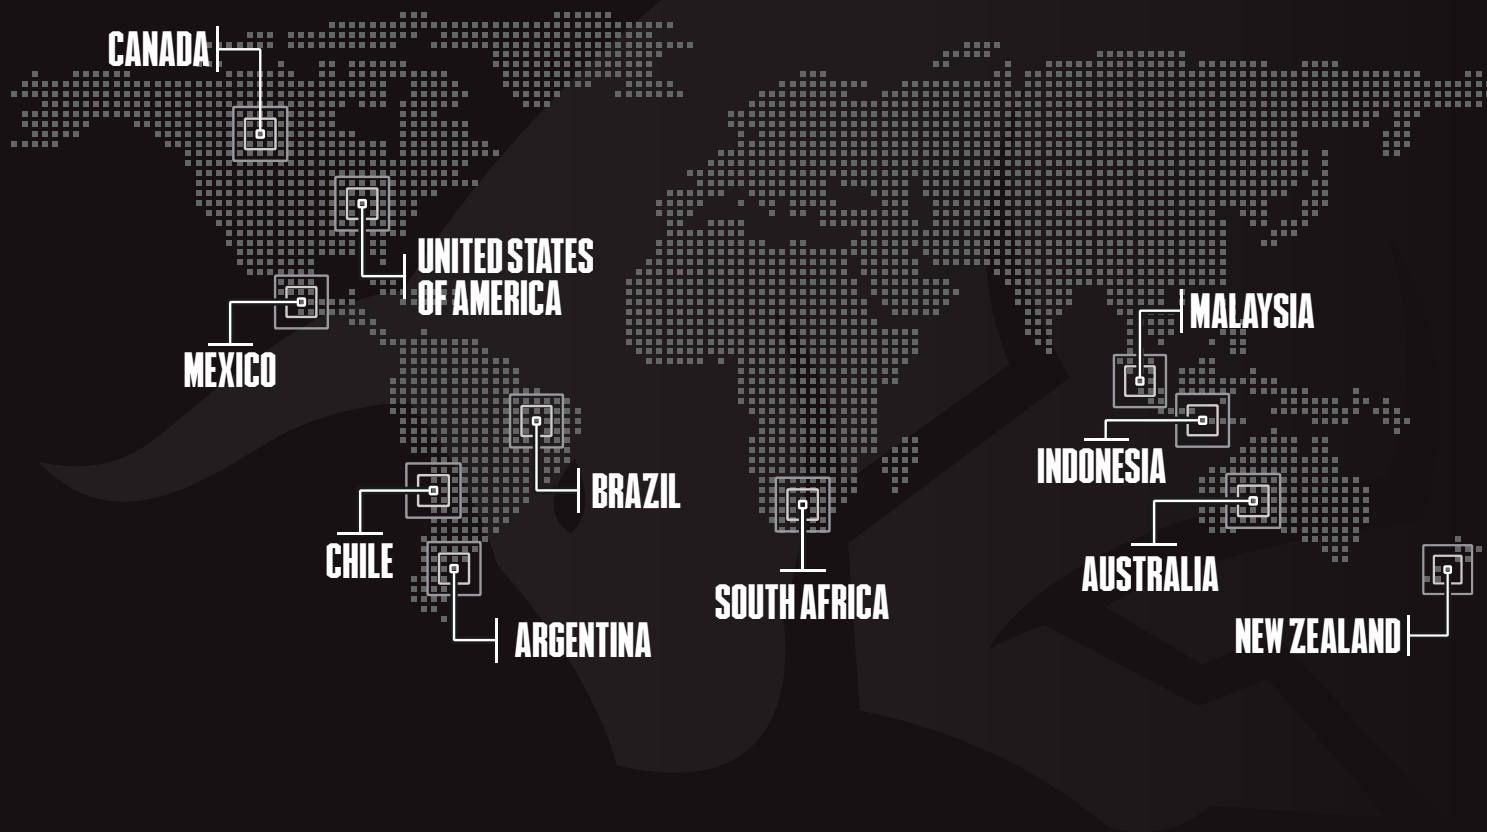 CANADA
UNITED STATES
OF AMERICA
MEXICO
MALAYSIA
INDONESIA
BRAZIL
CHILE
AUSTRALIA
SOUTH AFRICA
ARGENTINA
NEW ZEALAND